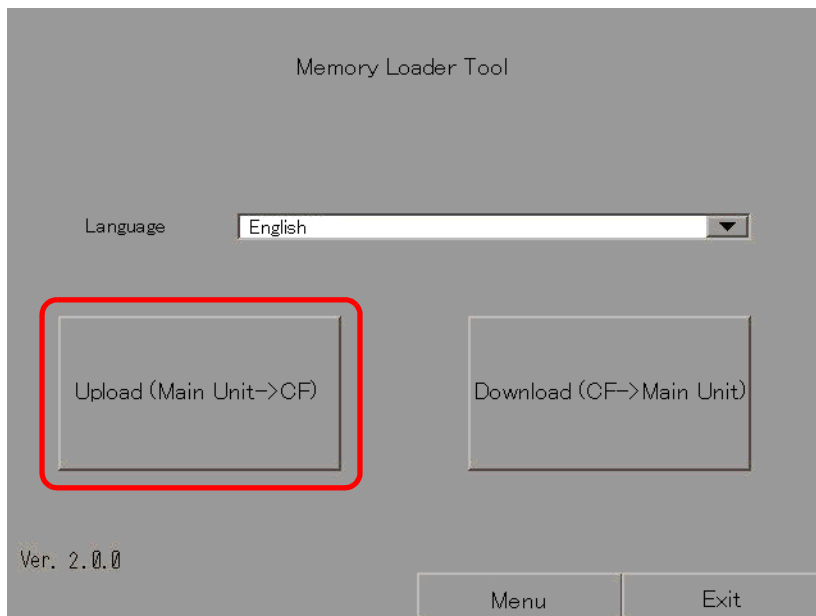 Memory Loader Tool
Language English
Upload (Main Unit->CF) Download (CF->Main Unit)
Ver. 2.0.0
Menu Exit